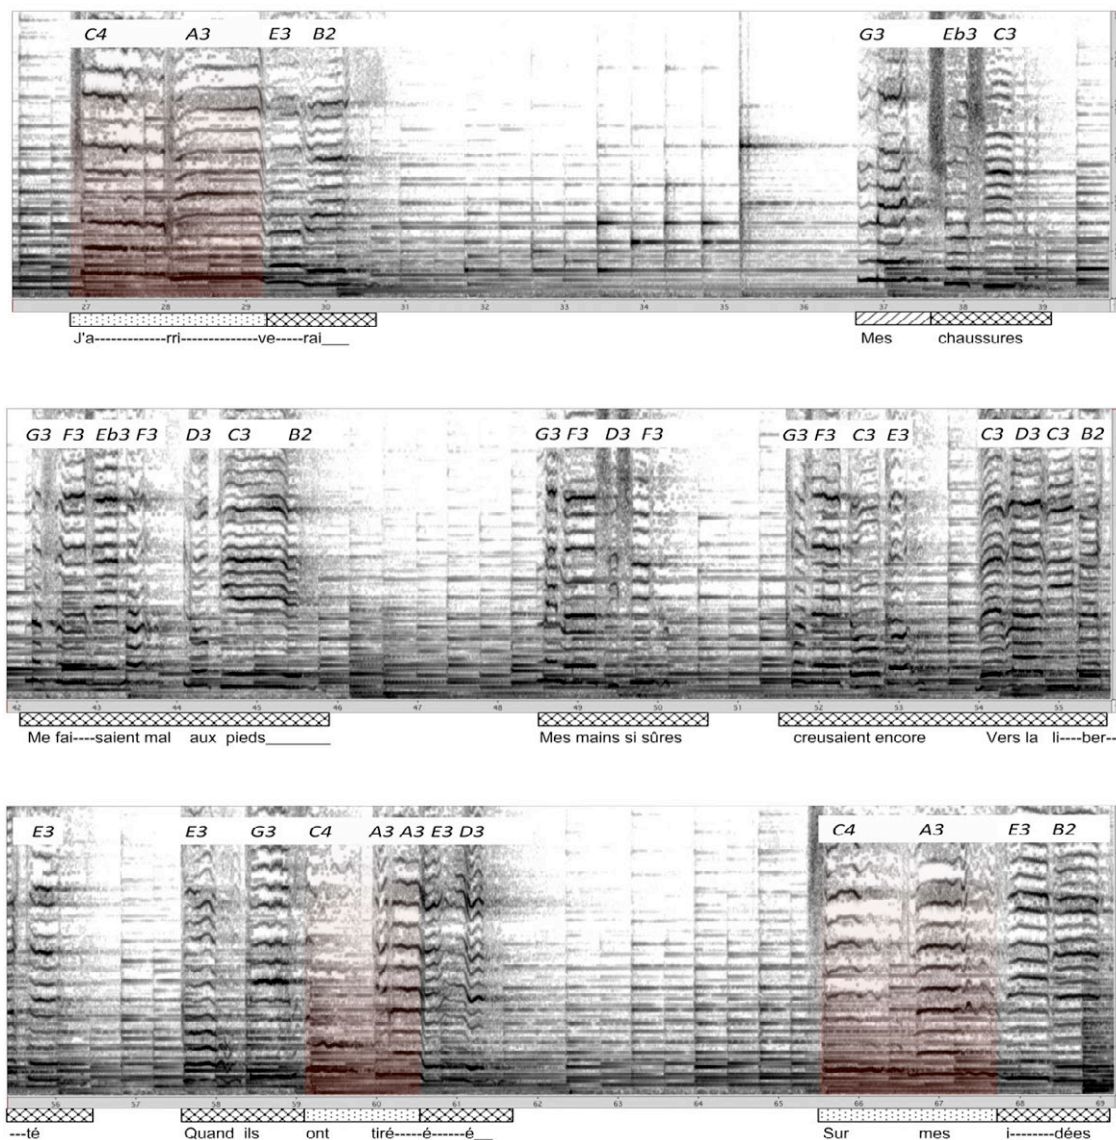 C4 A3 E3 B2 G3 Eb3 C3
27 28 29 30 31 32 33 34 35 37 38 39
J'a------------rri--------------ve-----rai___ Mes chaussures
G3 F3 Eb3 F3 D3 C3 B2 G3 F3 D3 F3 G3 F3 C3 E3 C3 D3 C3 B2
42 43 44 45 46 47 48 49 50 51 52 53 54 55
Me fai----saient mal aux pieds_______ Mes mains si sûres creusaient encore Vers la li----ber--
E3 E3 G3 C4 A3 A3 E3 D3 C4 A3 E3 B2
56 58 59 60 61 62 63 64 65 66 67 68 69
---té Quand ils ont tiré-----é------é__ Sur mes i--------dées